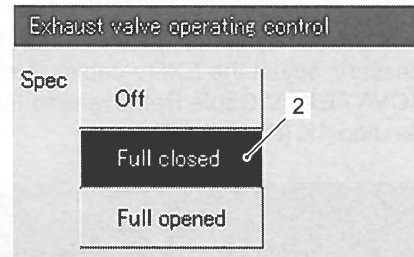 Exhaust valve operating control
Spec
Off
2
Full closed
Full opened